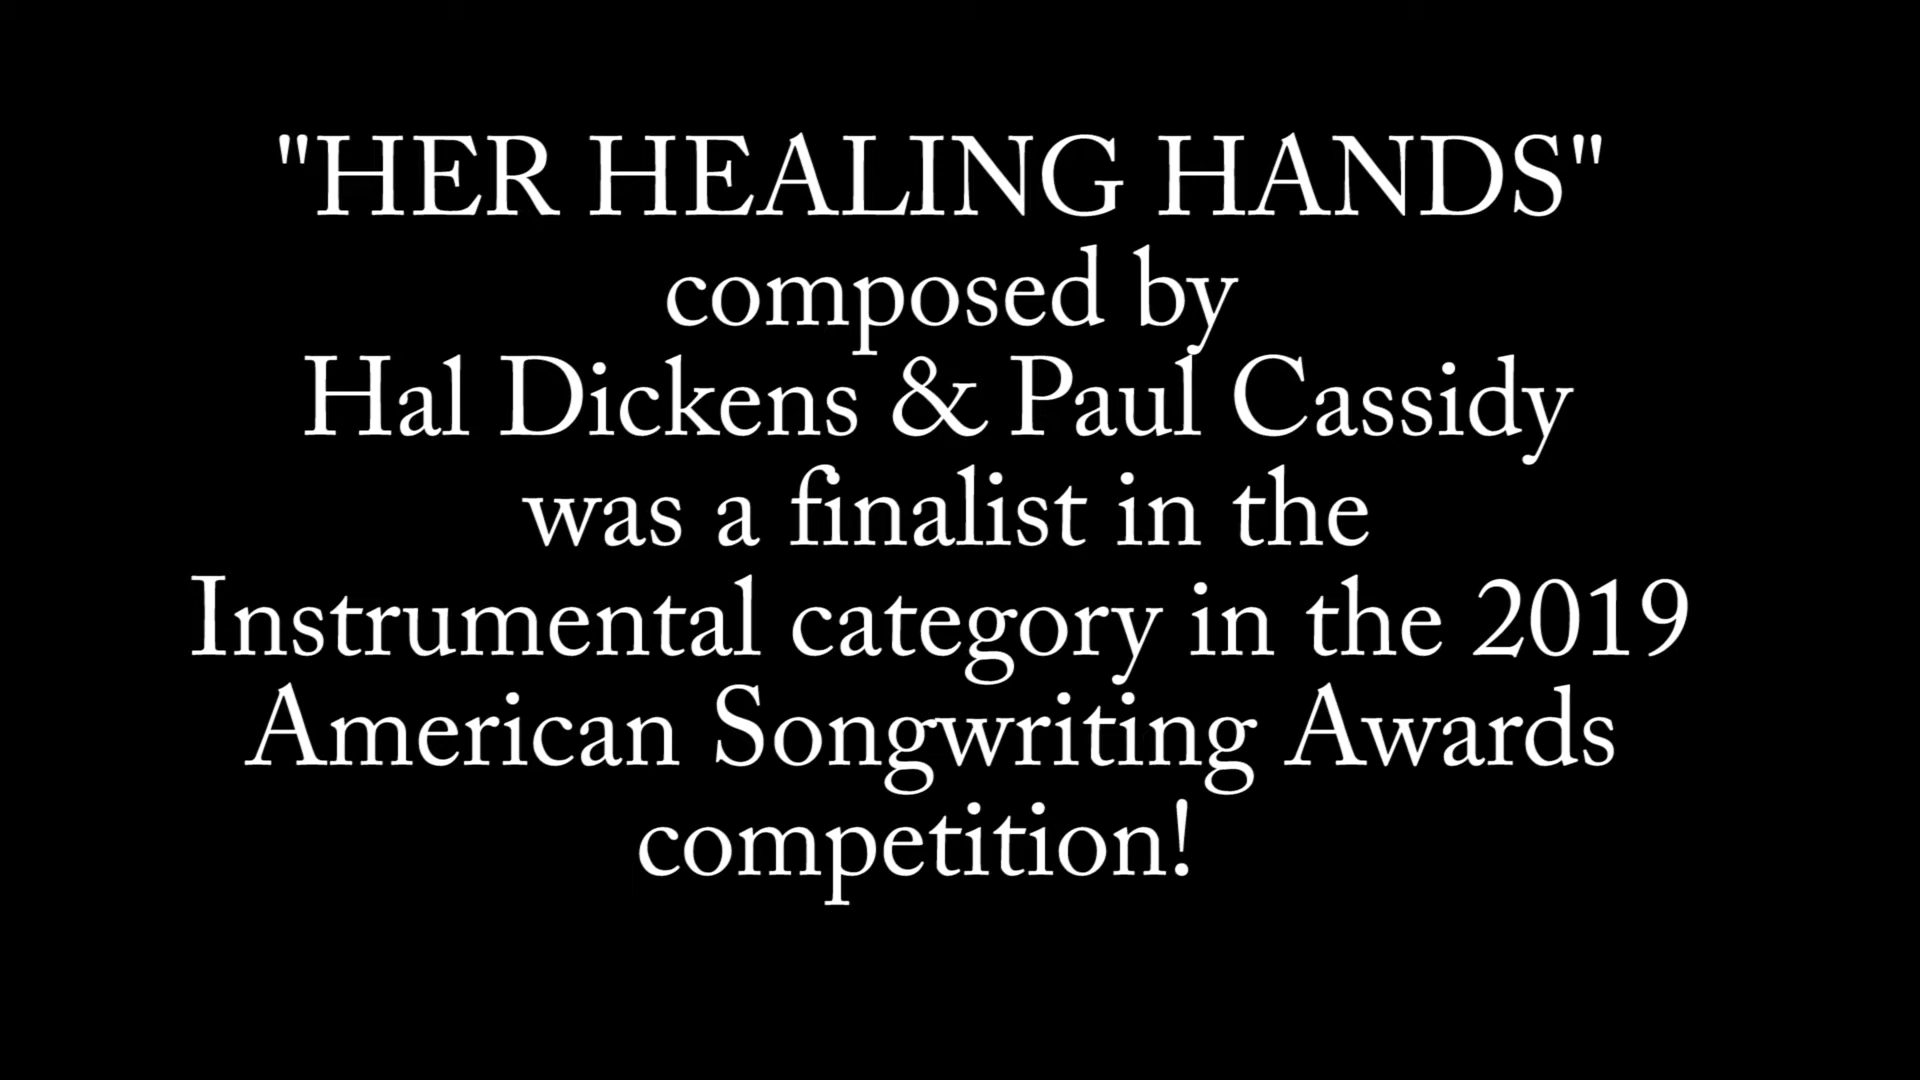 "HER HEALING HANDS"
composed by
Hal Dickens & Paul Cassidy
was a finalist in the
Instrumental category in the 2019
American Songwriting Awards
competition!